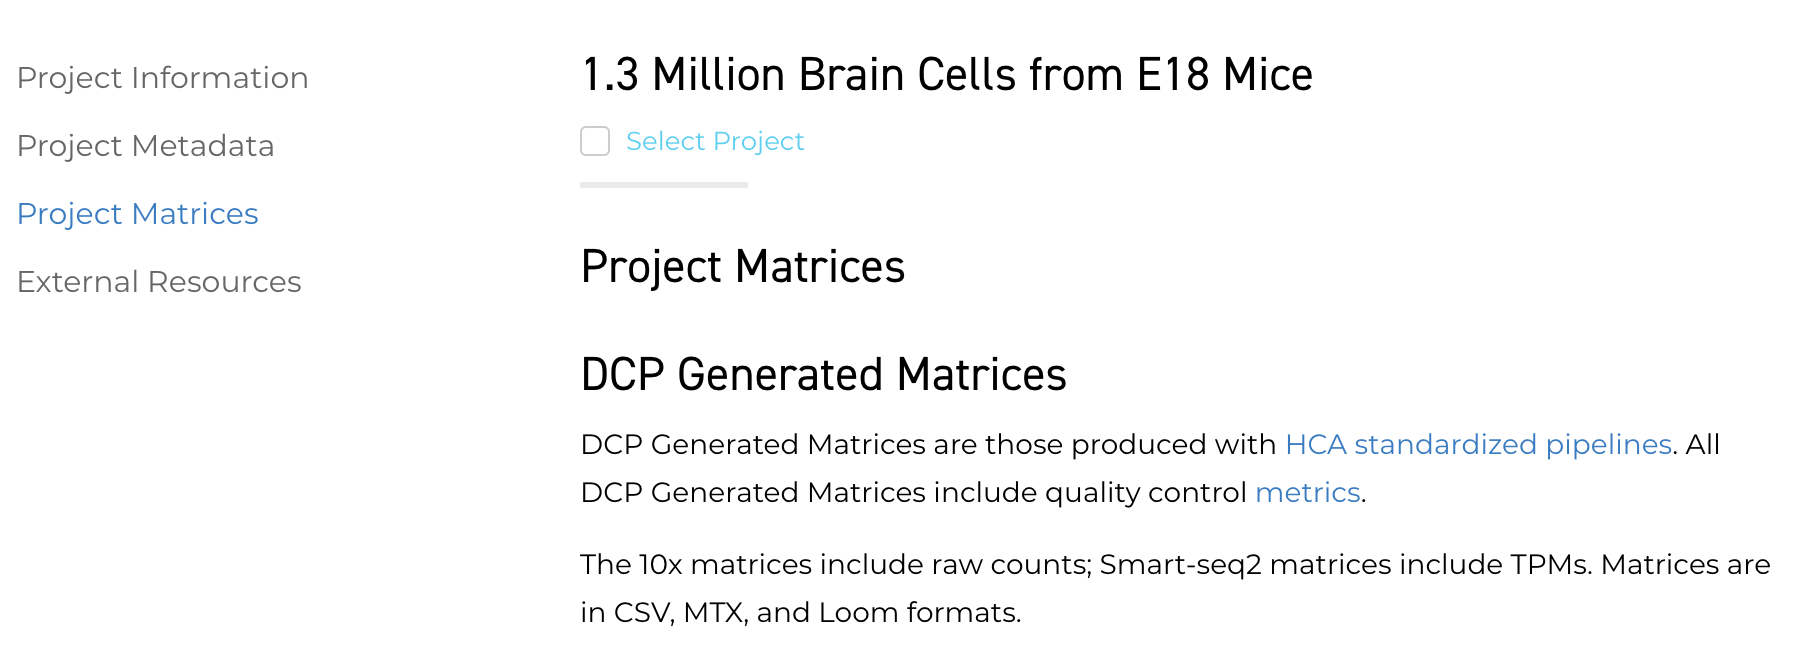 Project Information
Project Metadata
Project Matrices
External Resources
1.3 Million Brain Cells from E18 Mice
Select Project
Project Matrices
DCP Generated Matrices
DCP Generated Matrices are those produced with HCA standardized pipelines. All
DCP Generated Matrices include quality control metrics.
The 10x matrices include raw counts; Smart-seq2 matrices include TPMs. Matrices are
in CSV, MTX, and Loom formats.